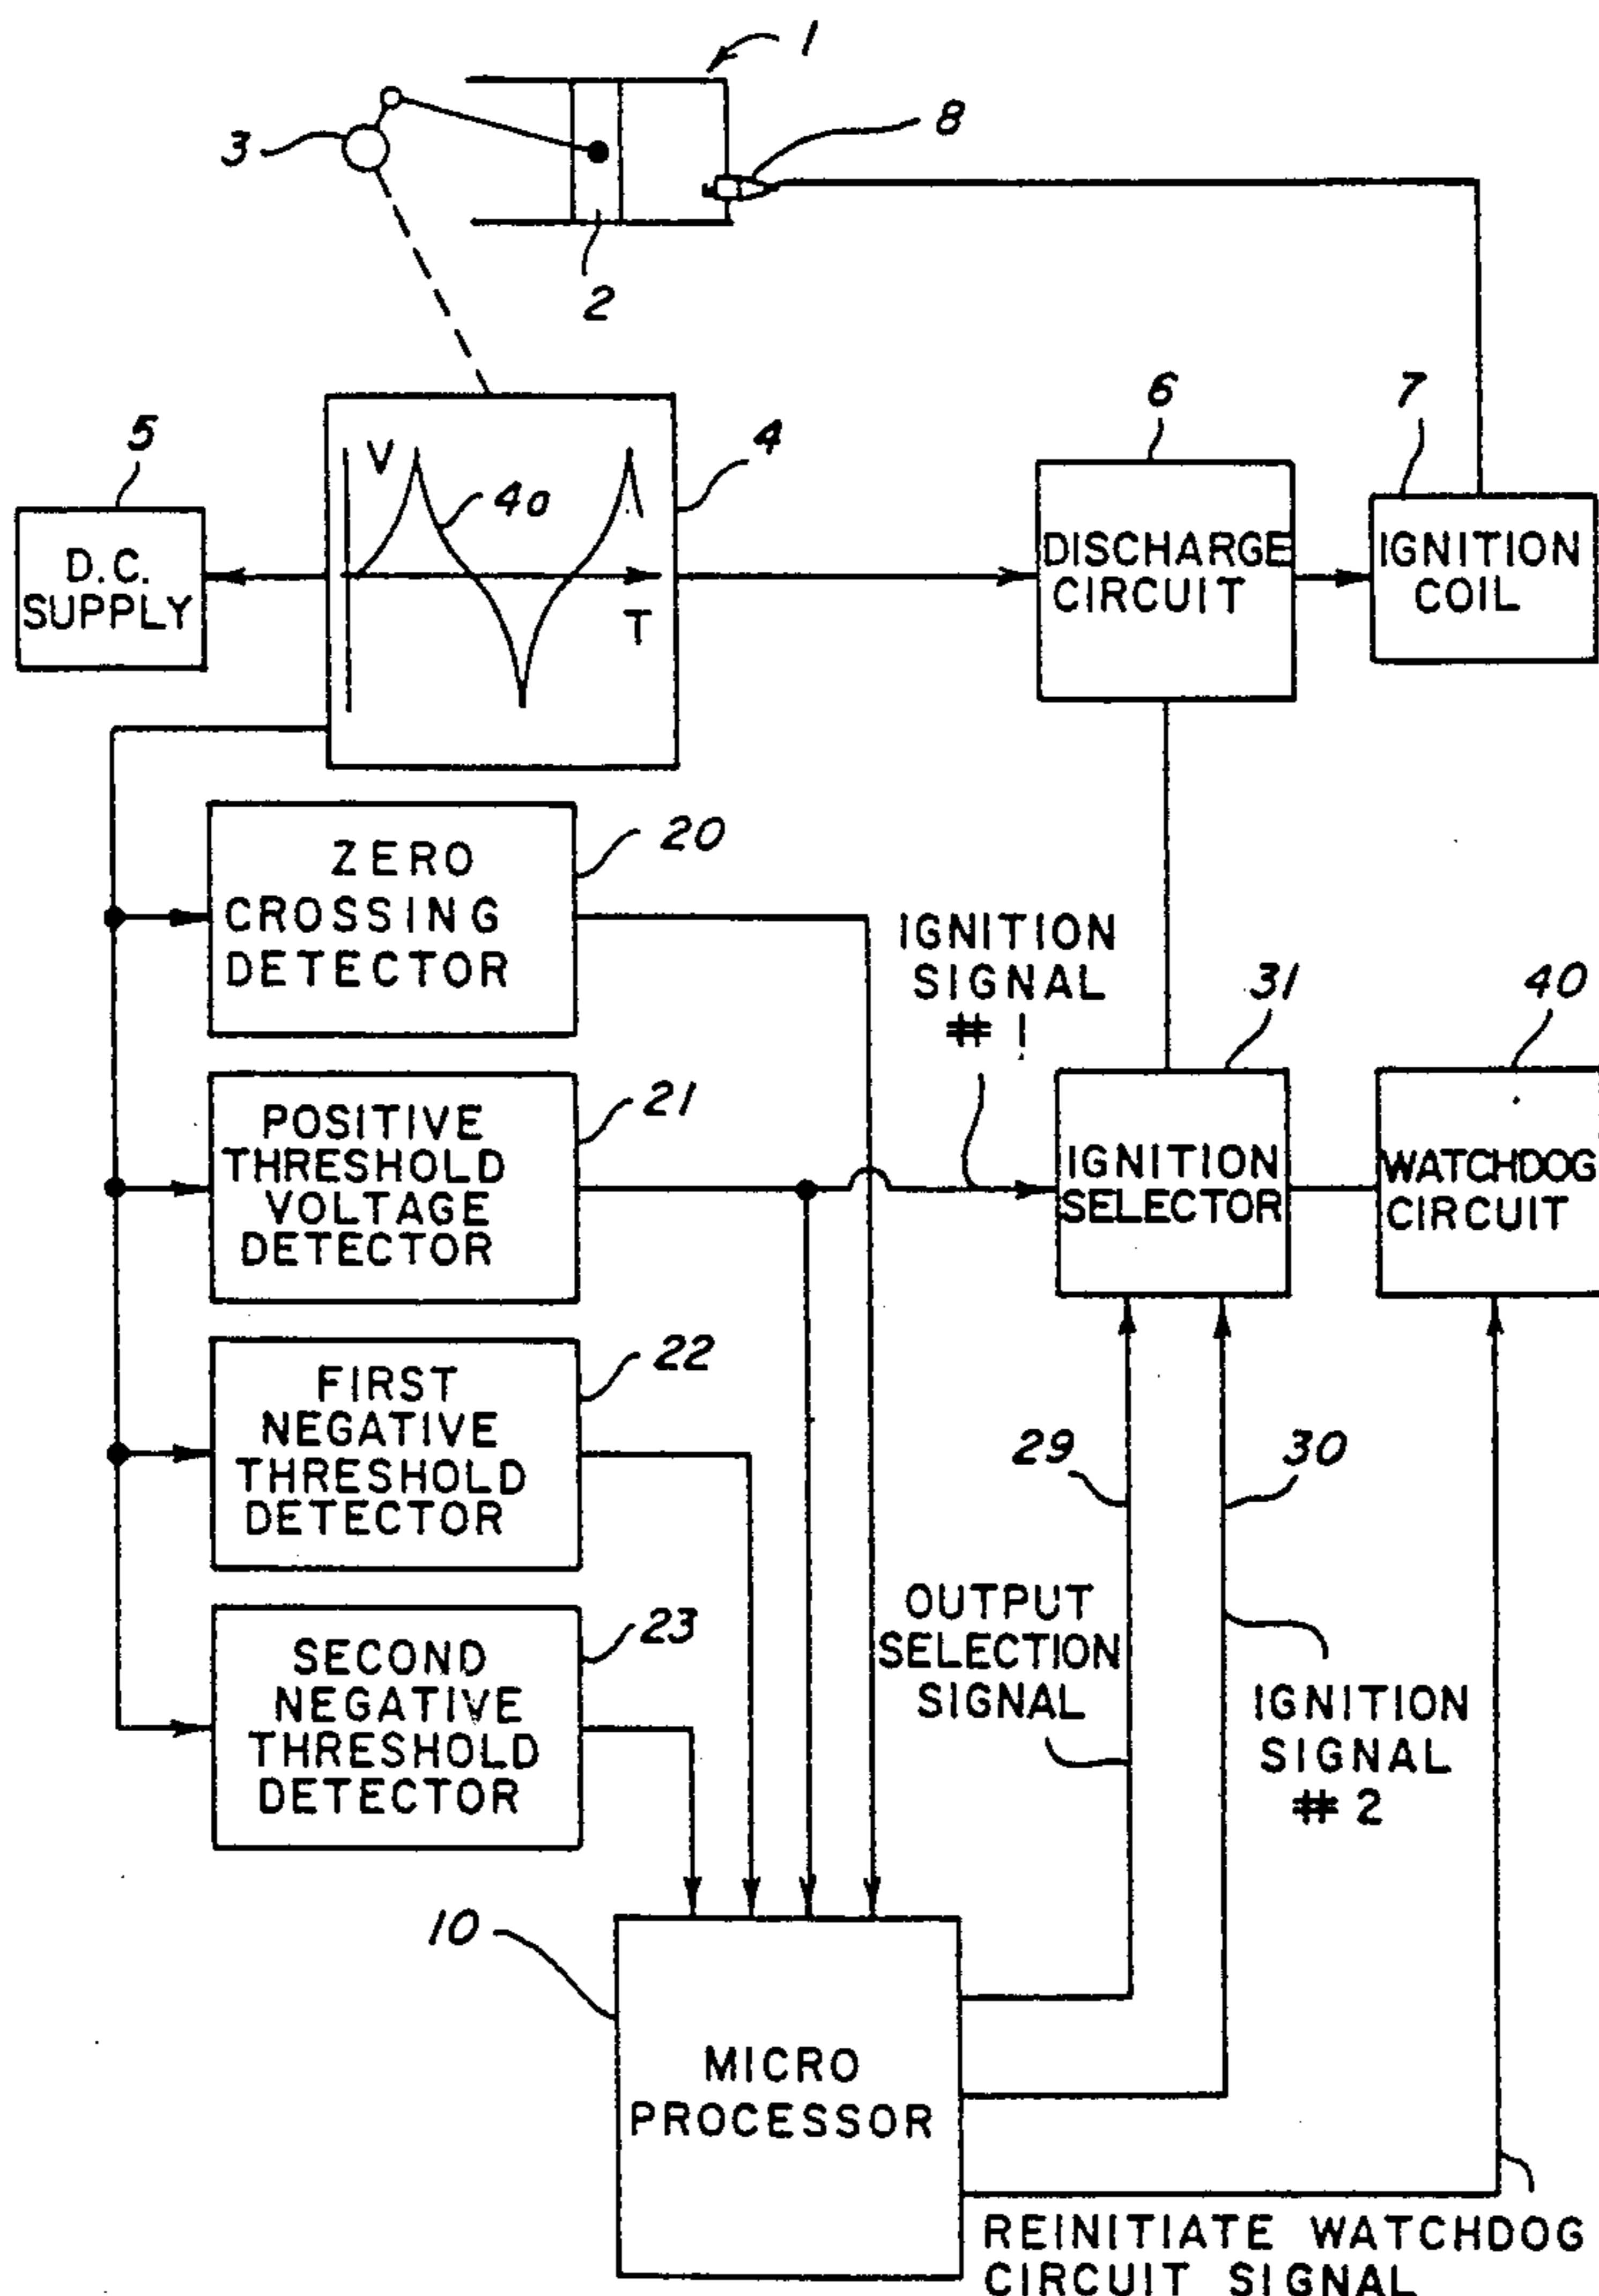 1
8
3
2
6
7
5
4
V
4a
DISCHARGE
CIRCUIT
IGNITION
COIL
D.C.
SUPPLY
T
20
ZERO
CROSSING
DETECTOR
IGNITION
SIGNAL
# 1
31
40
21
POSITIVE
THRESHOLD
VOLTAGE
DETECTOR
IGNITION
SELECTOR
WATCHDOG
CIRCUIT
22
FIRST
NEGATIVE
THRESHOLD
DETECTOR
29
30
23
OUTPUT
SELECTION
SIGNAL
SECOND
NEGATIVE
THRESHOLD
DETECTOR
IGNITION
SIGNAL
# 2
10
MICRO
PROCESSOR
REINITIATE WATCHDOG
CIRCUIT SIGNAL